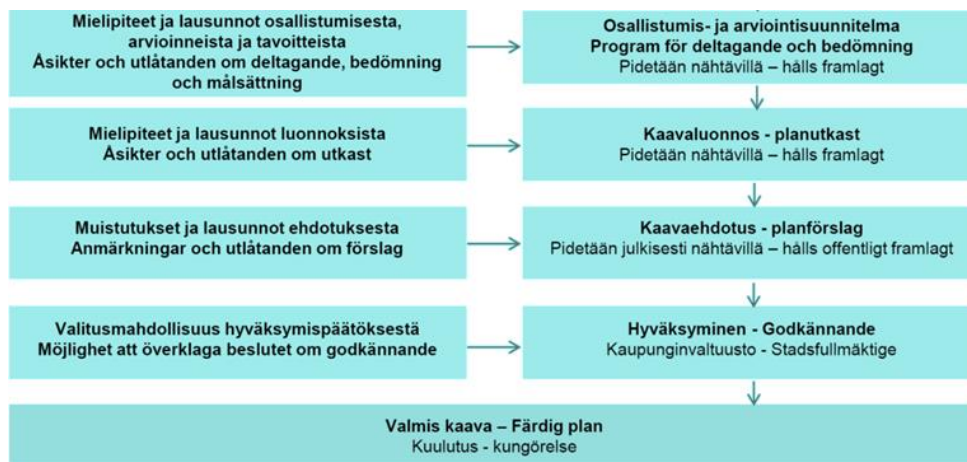 Mielipiteet ja lausunnot osallistumisesta,
arvioinneista ja tavoitteista
Åsikter och utlåtanden om deltagande, bedömning
och målsättning
Osallistumis- ja arviointisuunnitelma
Program för deltagande och bedömning
Pidetään nähtävillä – hålls framlagt
Mielipiteet ja lausunnot luonnoksista
Åsikter och utlåtanden om utkast
Kaavaluonnos - planutkast
Pidetään nähtävillä – hålls framlagt
Muistutukset ja lausunnot ehdotuksesta
Anmärkningar och utlåtanden om förslag
Kaavaehdotus - planförslag
Pidetään julkisesti nähtävillä – hålls offentligt framlagt
Valitusmahdollisuus hyväksymispäätöksestä
Möjlighet att överklaga beslutet om godkännande
Hyväksyminen - Godkännande
Kaupunginvaltuusto - Stadsfullmäktige
Valmis kaava – Färdig plan
Kuulutus - kungörelse